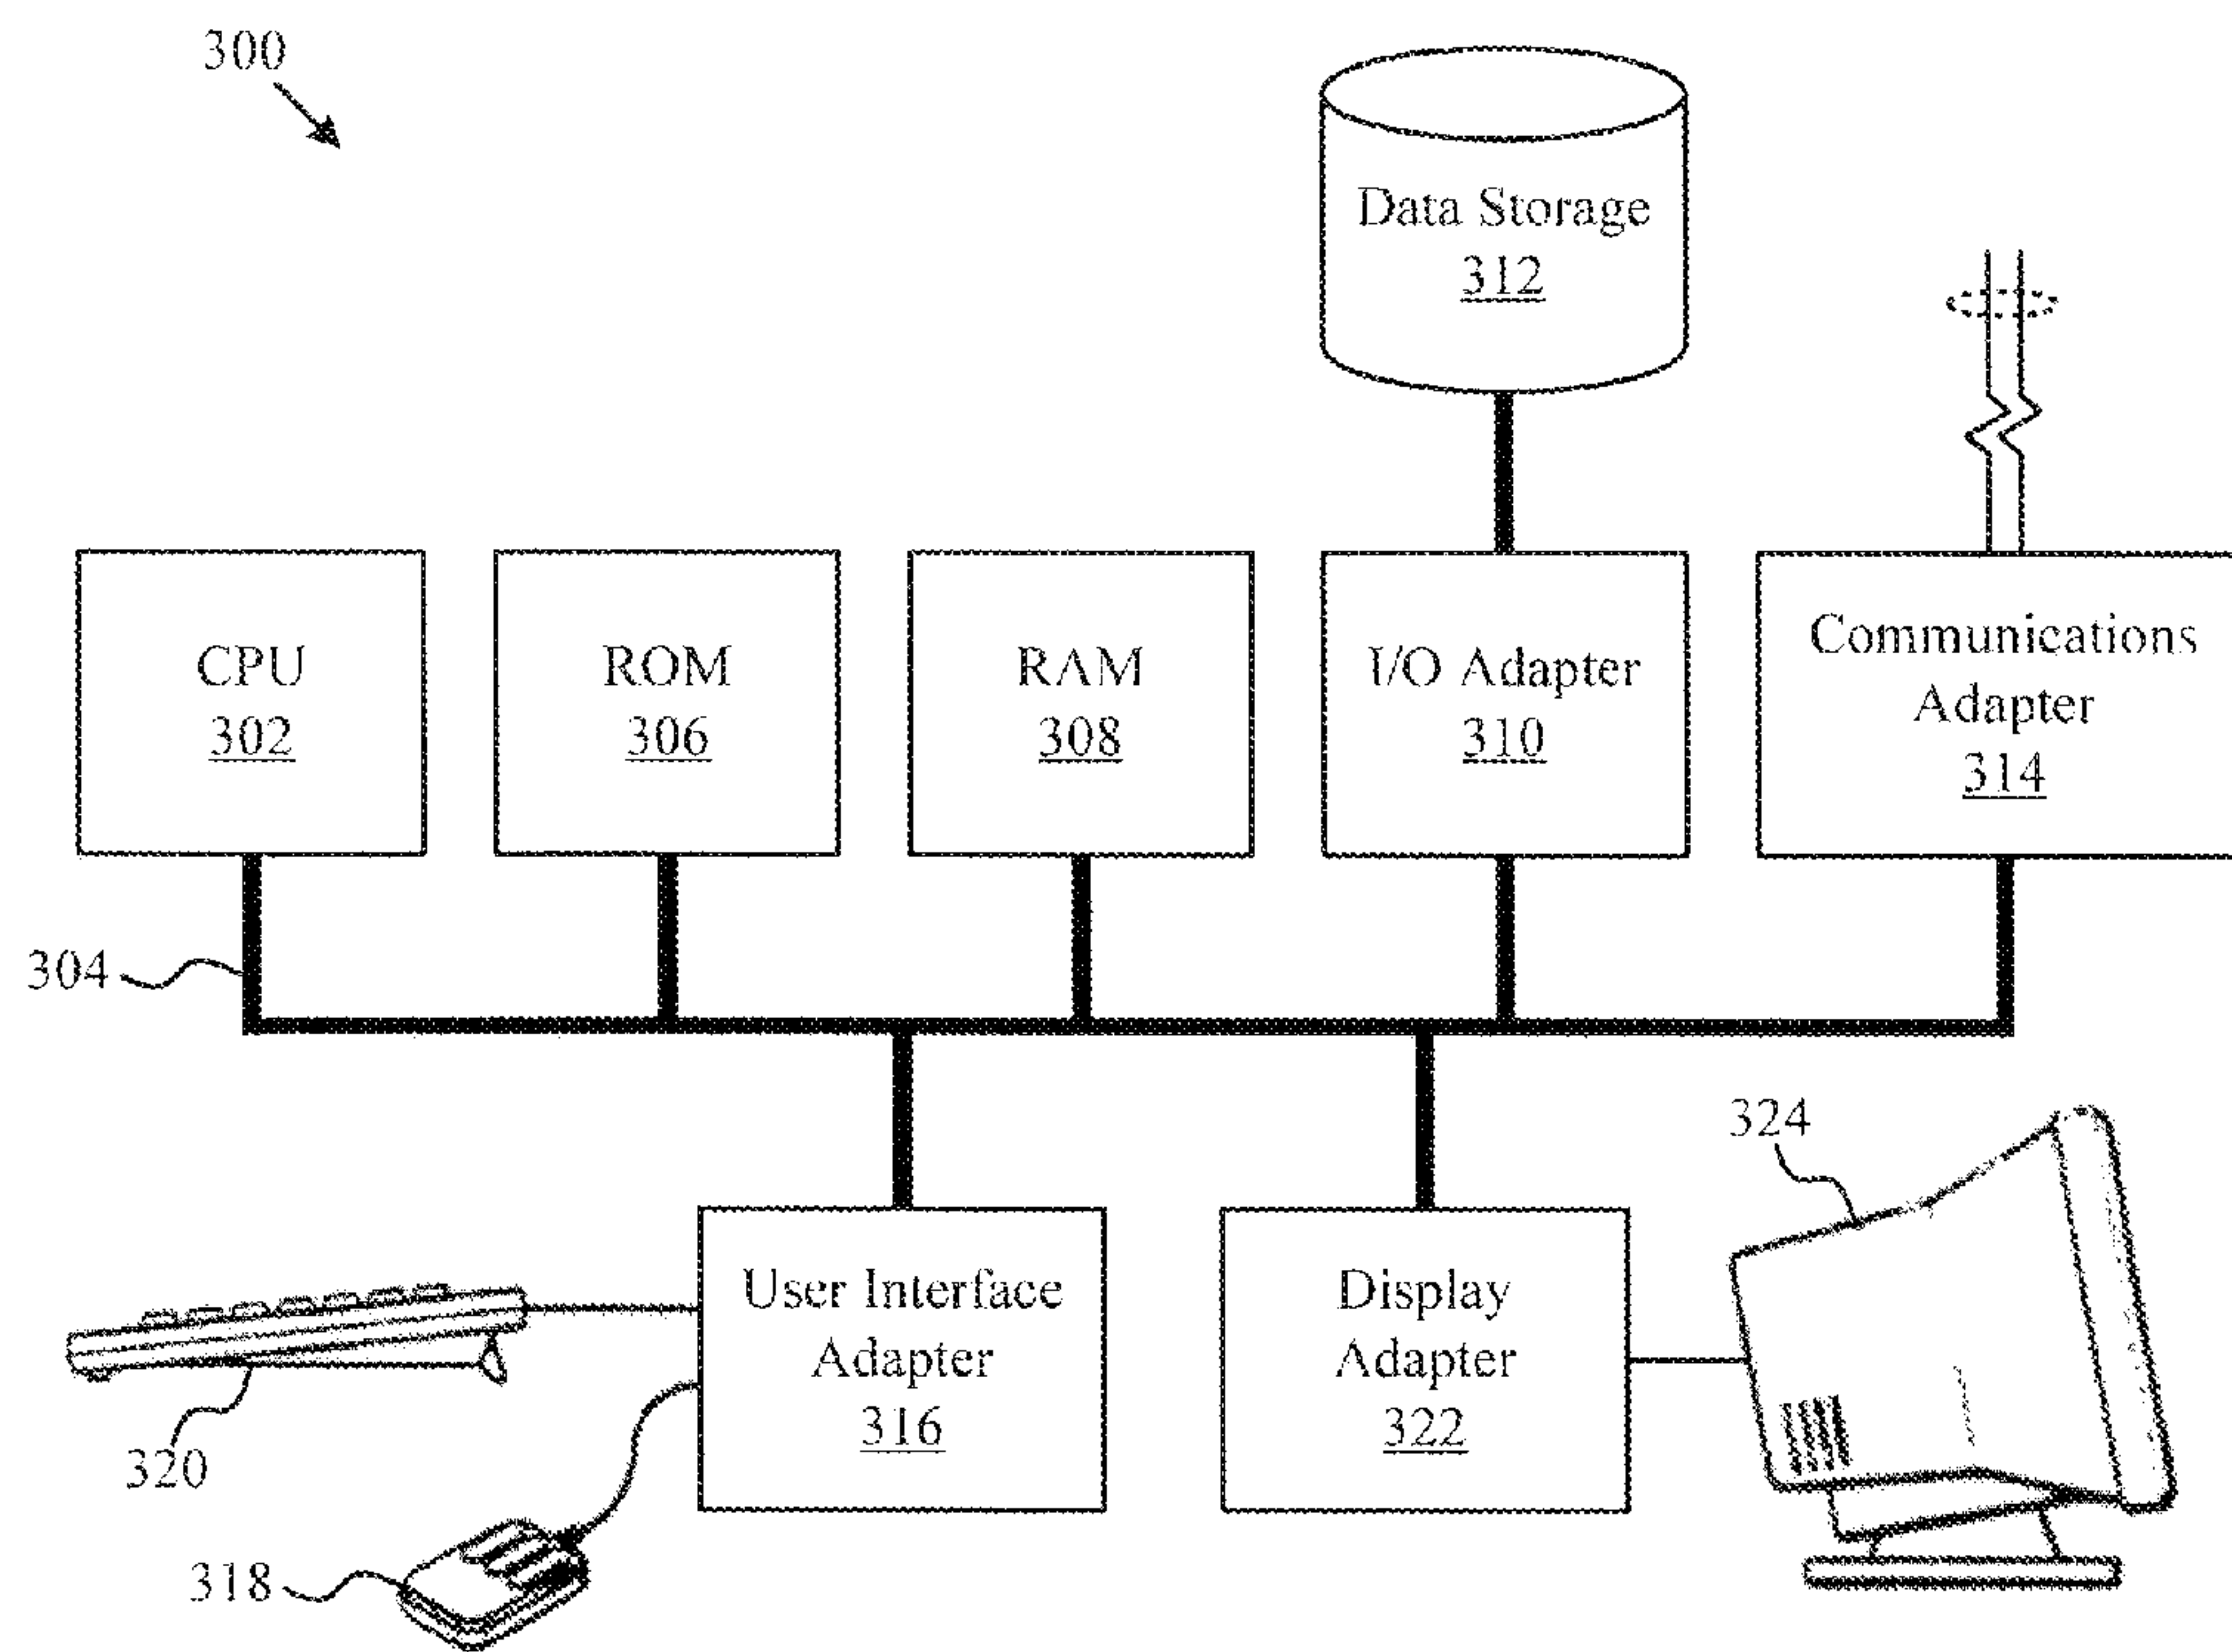 300
Data Storage
312
CPU
302
ROM
306
RAM
308
I/O Adapter
310
Communications
Adapter
314
304
324
User Interface
Adapter
316
Display
Adapter
322
320
318